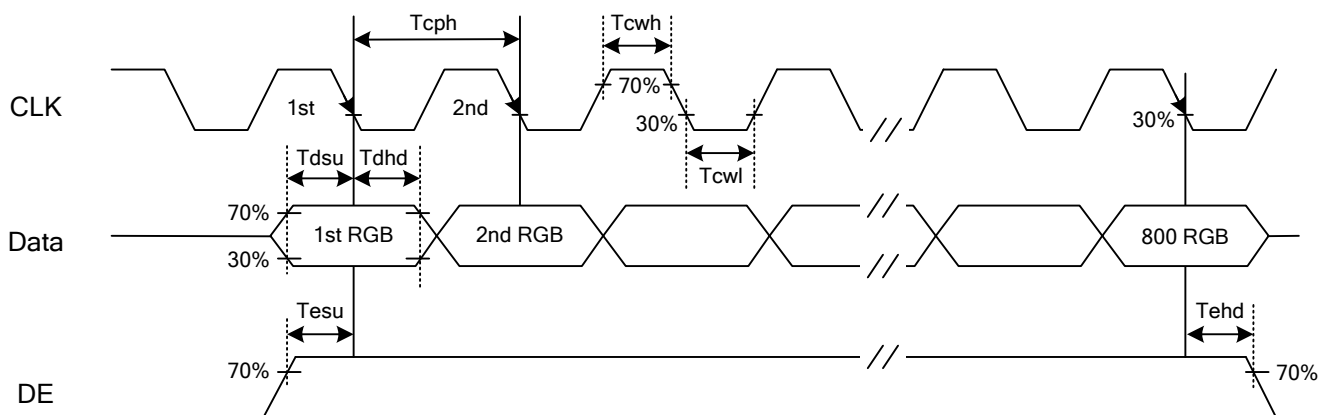 Tcph
Tcwh
CLK
1st
2nd
70%
30%
30%
Tcwl
Tdsu
Tdhd
Data
70%
30%
1st RGB
2nd RGB
800 RGB
Tesu
Tehd
DE
70%
70%